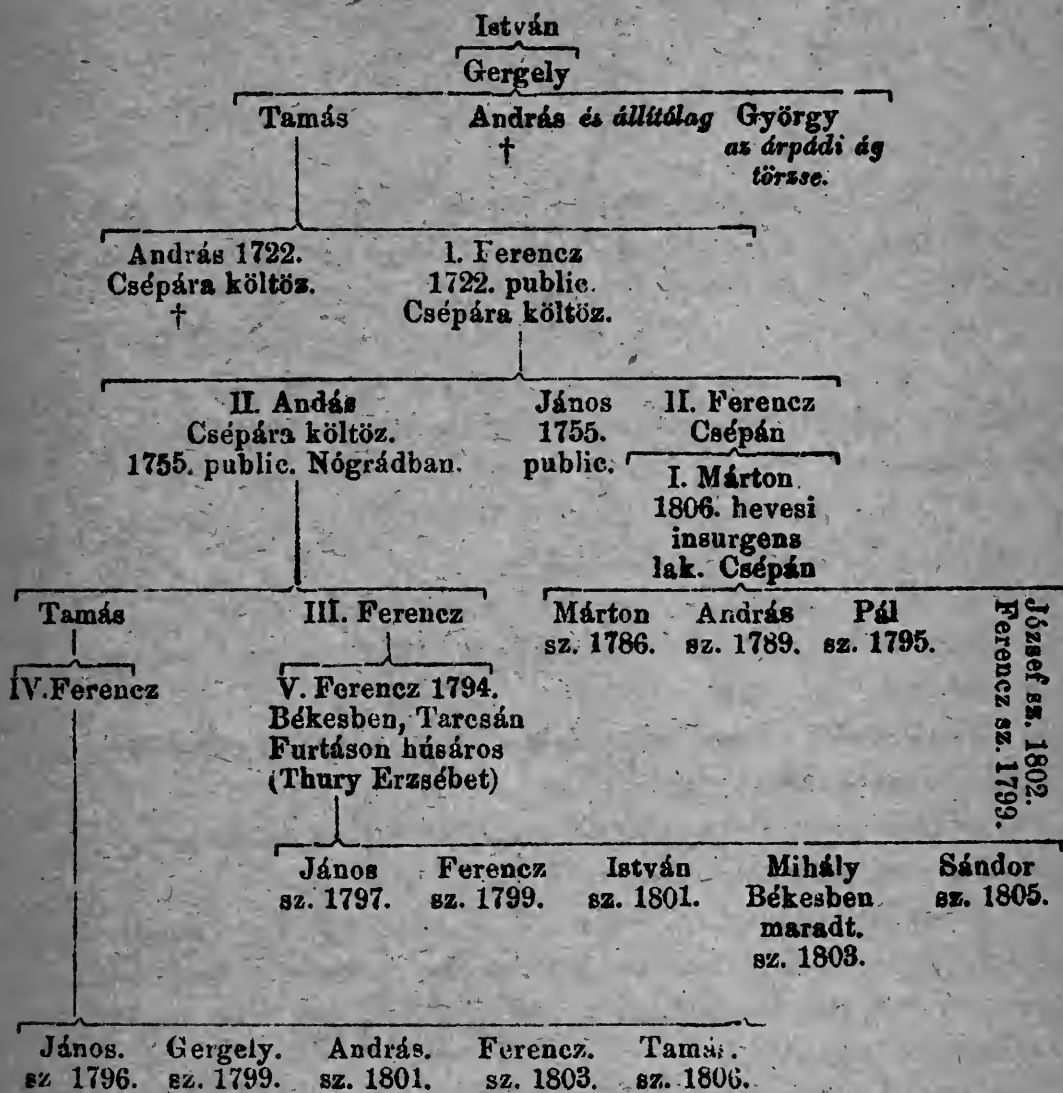 István
Gergely
Tamás András és állítólag György
† az árpádi ág
törzse.
András 1722. I. Ferencz
Csépára költöz. 1722. public.
† Csépára költöz.
II. Andás János II. Ferencz
Csépára költöz. 1755. Csépán
1755. public. Nógrádban. public.
I. Márton
1806. hevesi
insurgens
lak. Csépán
Tamás III. Ferencz Márton András Pál
sz. 1786. sz. 1789. sz. 1795.
József sz. 1802.
Ferencz sz. 1799.
IV. Ferencz V. Ferencz 1794.
Békesben, Tarcsán
Furtáson húsáros
(Thury Erzsébet)
János Ferencz István Mihály Sándor
sz. 1797. sz. 1799. sz. 1801. Békesben sz. 1805.
maradt.
sz. 1803.
János. Gergely. András. Ferencz. Tamás.
sz 1796. sz. 1799. sz. 1801. sz. 1803. sz. 1806.